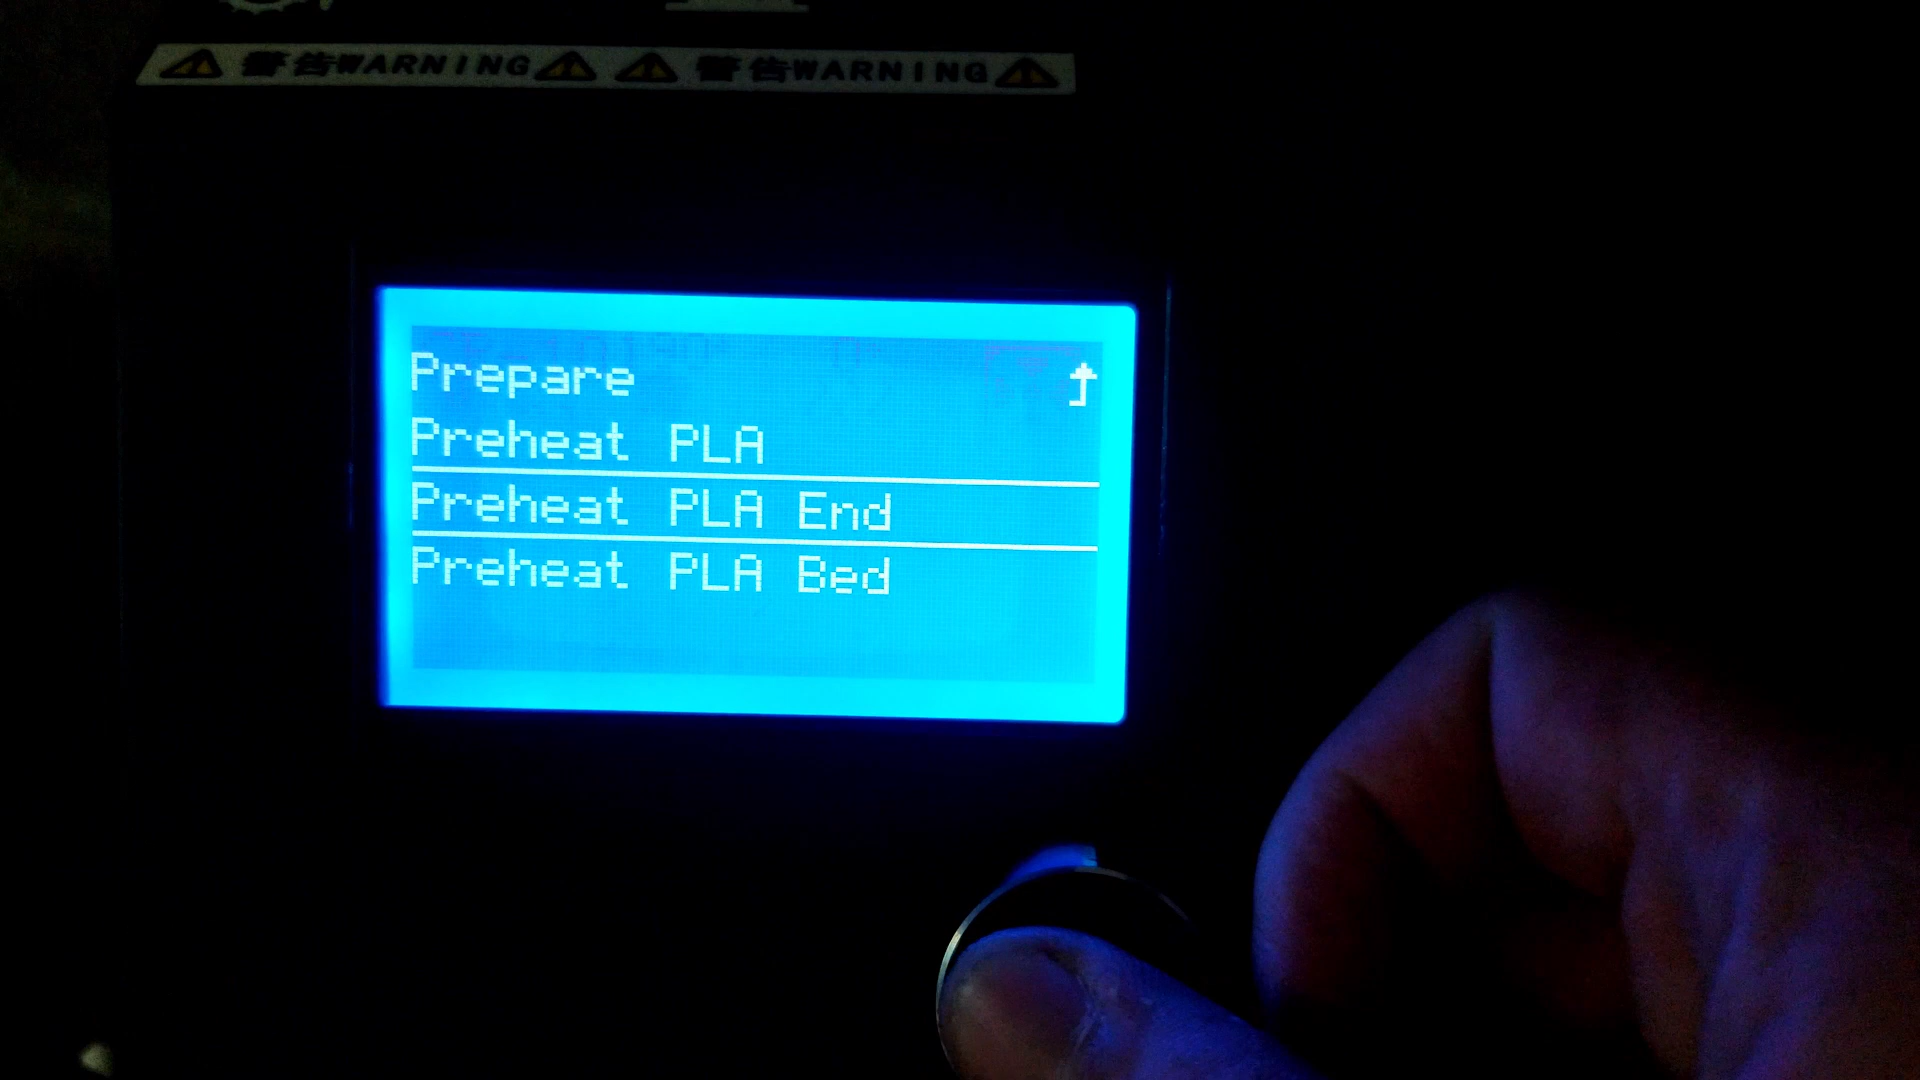 警告WARNING 警告WARNING
Prepare
Preheat PLA
Preheat PLA End
Preheat PLA Bed